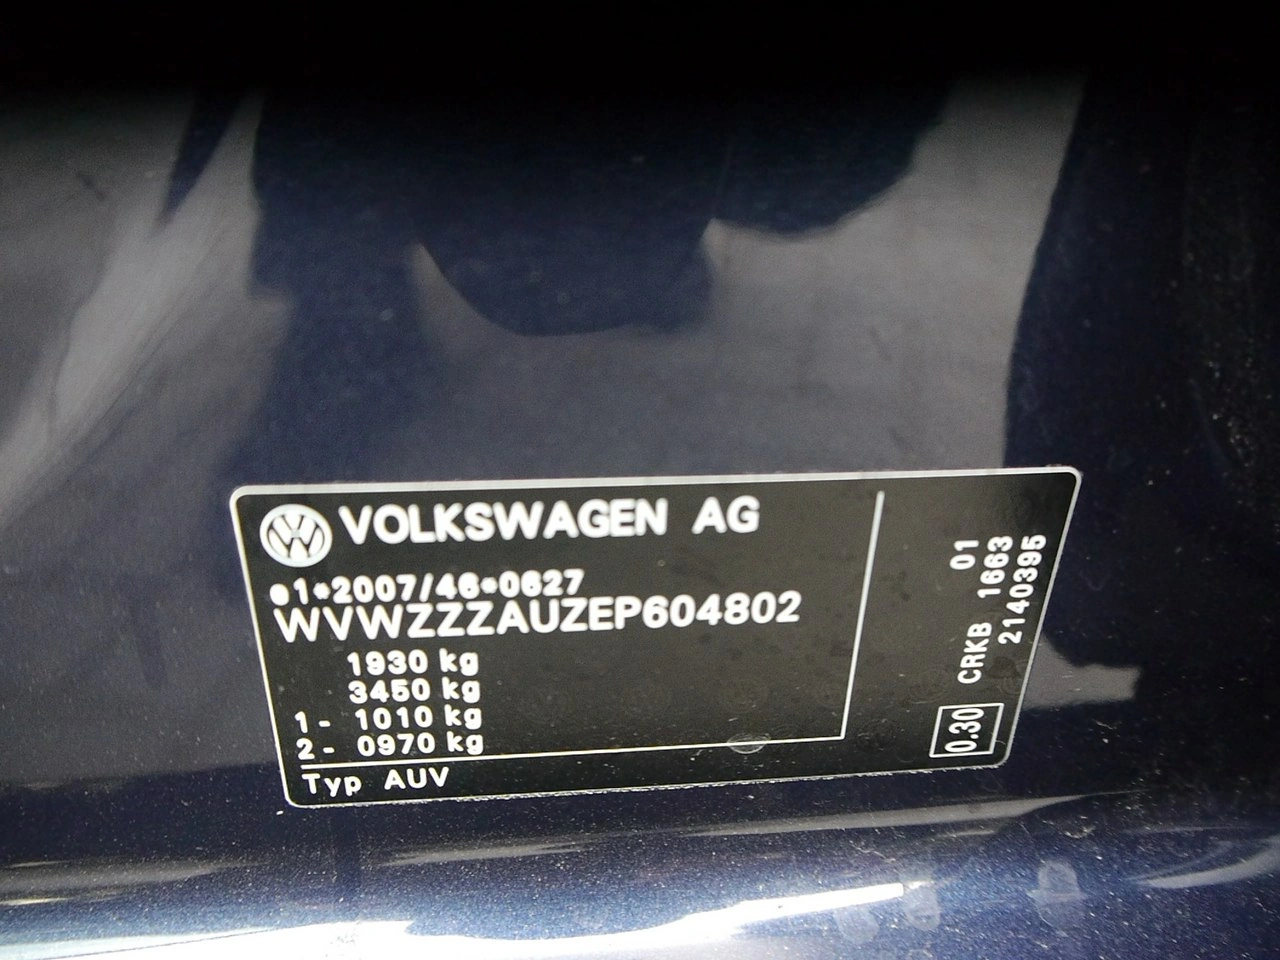 VOLKSWAGEN AG
e1*2007/46*0627
WVWZZZAUZEP604802
1930 kg
3450 kg
1- 1010 kg
2- 0970 kg
Typ AUV
01
CRKB 1663
2140395
0.30